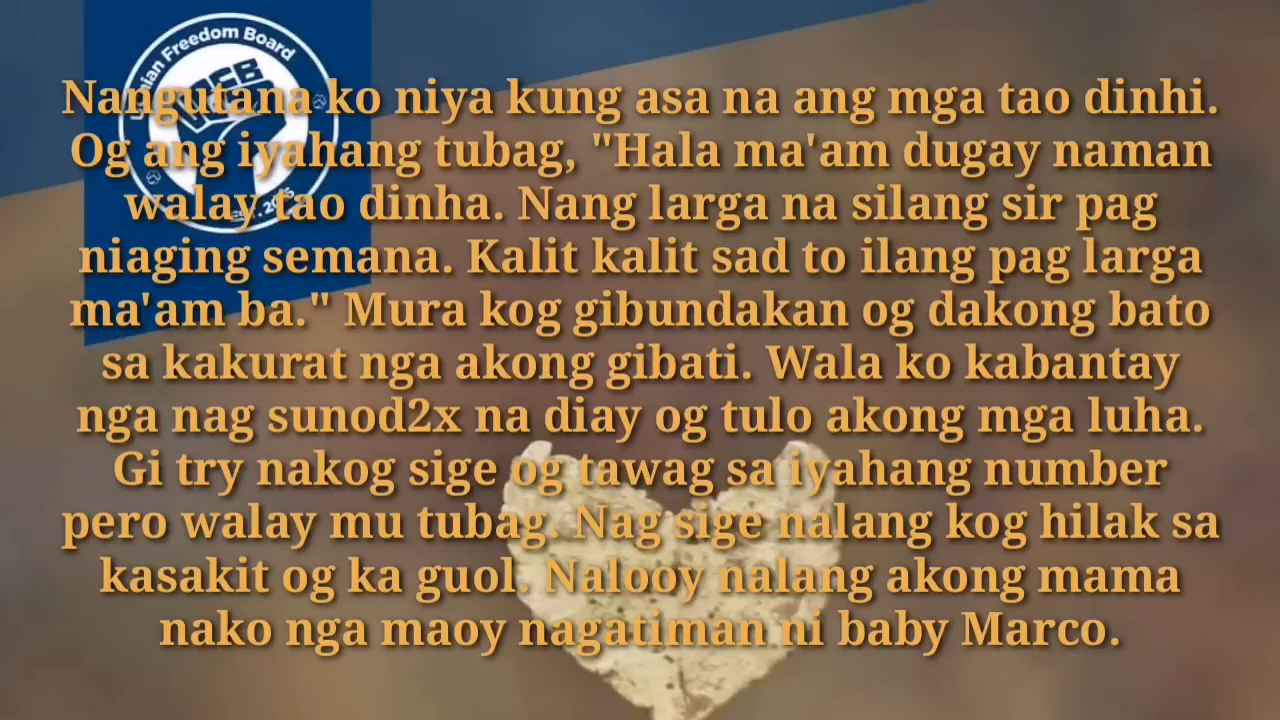 Freedom Board
Nangutana ko niya kung asa na ang mga tao dinhi.
Og ang iyahang tubag, "Hala ma'am dugay naman
walay tao dinha. Nang larga na silang sir pag
niaging semana. Kalit kalit sad to ilang pag larga
ma'am ba." Mura kog gibundakan og dakong bato
sa kakurat nga akong gibati. Wala ko kabantay
nga nag sunod2x na diay og tulo akong mga luha.
Gi try nakog sige og tawag sa iyahang number
pero walay mu tubag. Nag sige nalang kog hilak sa
kasakit og ka guol. Nalooy nalang akong mama
nako nga maoy nagatiman ni baby Marco.